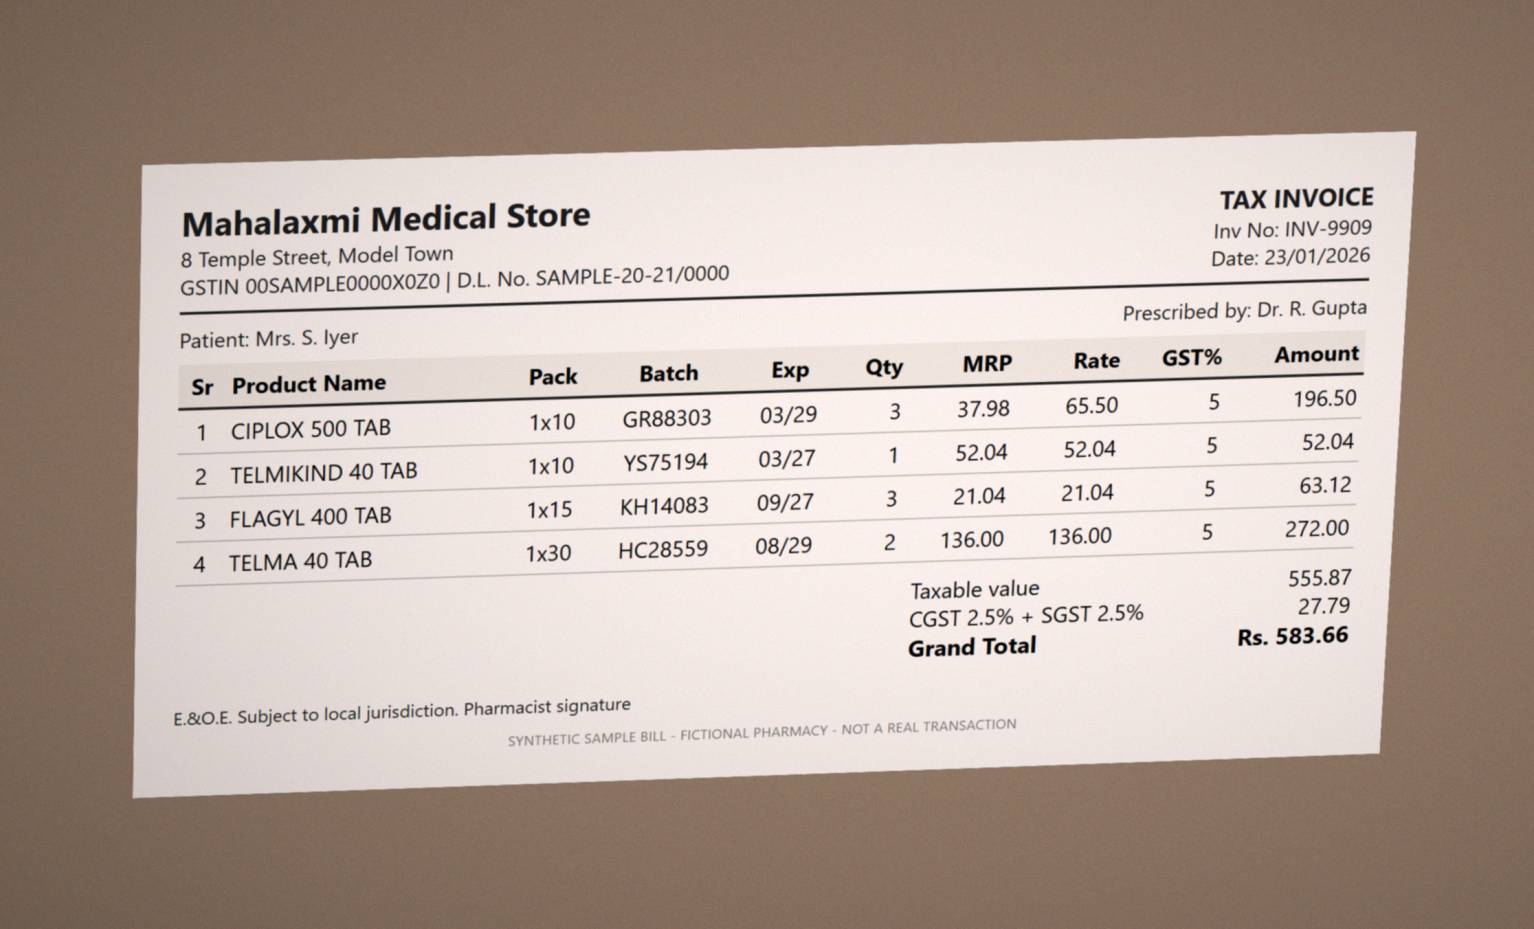 Mahalaxmi Medical Store
TAX INVOICE
8 Temple Street, Model Town
Inv No: INV-9909
GSTIN 00SAMPLE0000X0Z0 | D.L. No. SAMPLE-20-21/0000
Date: 23/01/2026
Patient: Mrs. S. Iyer
Prescribed by: Dr. R. Gupta
Sr Product Name Pack Batch Exp Qty MRP Rate GST% Amount
1 CIPLOX 500 TAB 1x10 GR88303 03/29 3 37.98 65.50 5 196.50
2 TELMIKIND 40 TAB 1x10 YS75194 03/27 1 52.04 52.04 5 52.04
3 FLAGYL 400 TAB 1x15 KH14083 09/27 3 21.04 21.04 5 63.12
4 TELMA 40 TAB 1x30 HC28559 08/29 2 136.00 136.00 5 272.00
Taxable value 555.87
CGST 2.5% + SGST 2.5% 27.79
Grand Total Rs. 583.66
E.&O.E. Subject to local jurisdiction. Pharmacist signature
SYNTHETIC SAMPLE BILL - FICTIONAL PHARMACY - NOT A REAL TRANSACTION